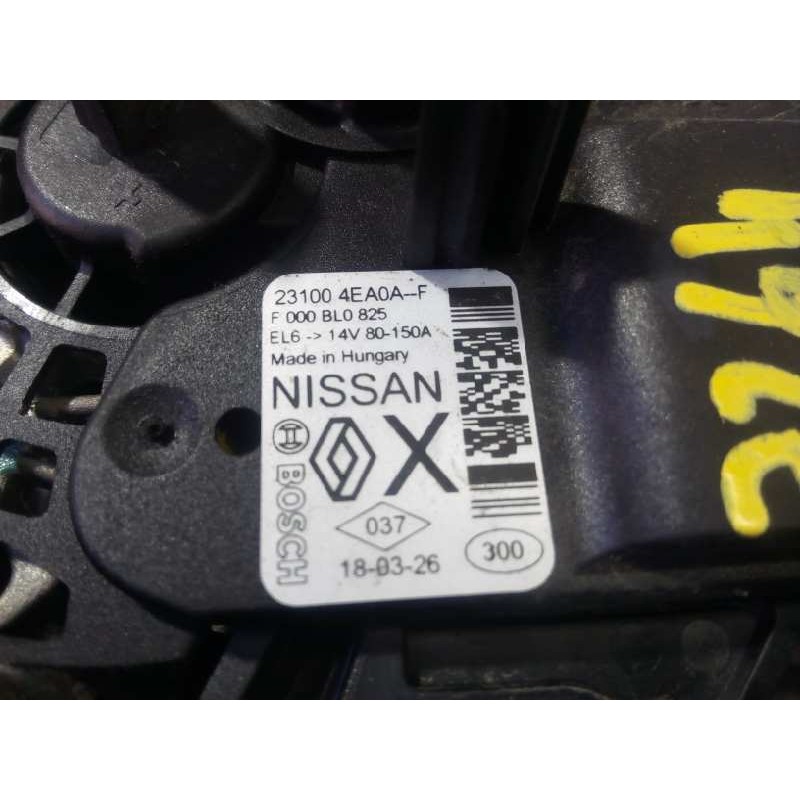 23100 4EA0A--F
F 000 BL0 825
EL6 -> 14V 80-150A
Made in Hungary
NISSAN
X
BOSCH
037
18-03-26
300